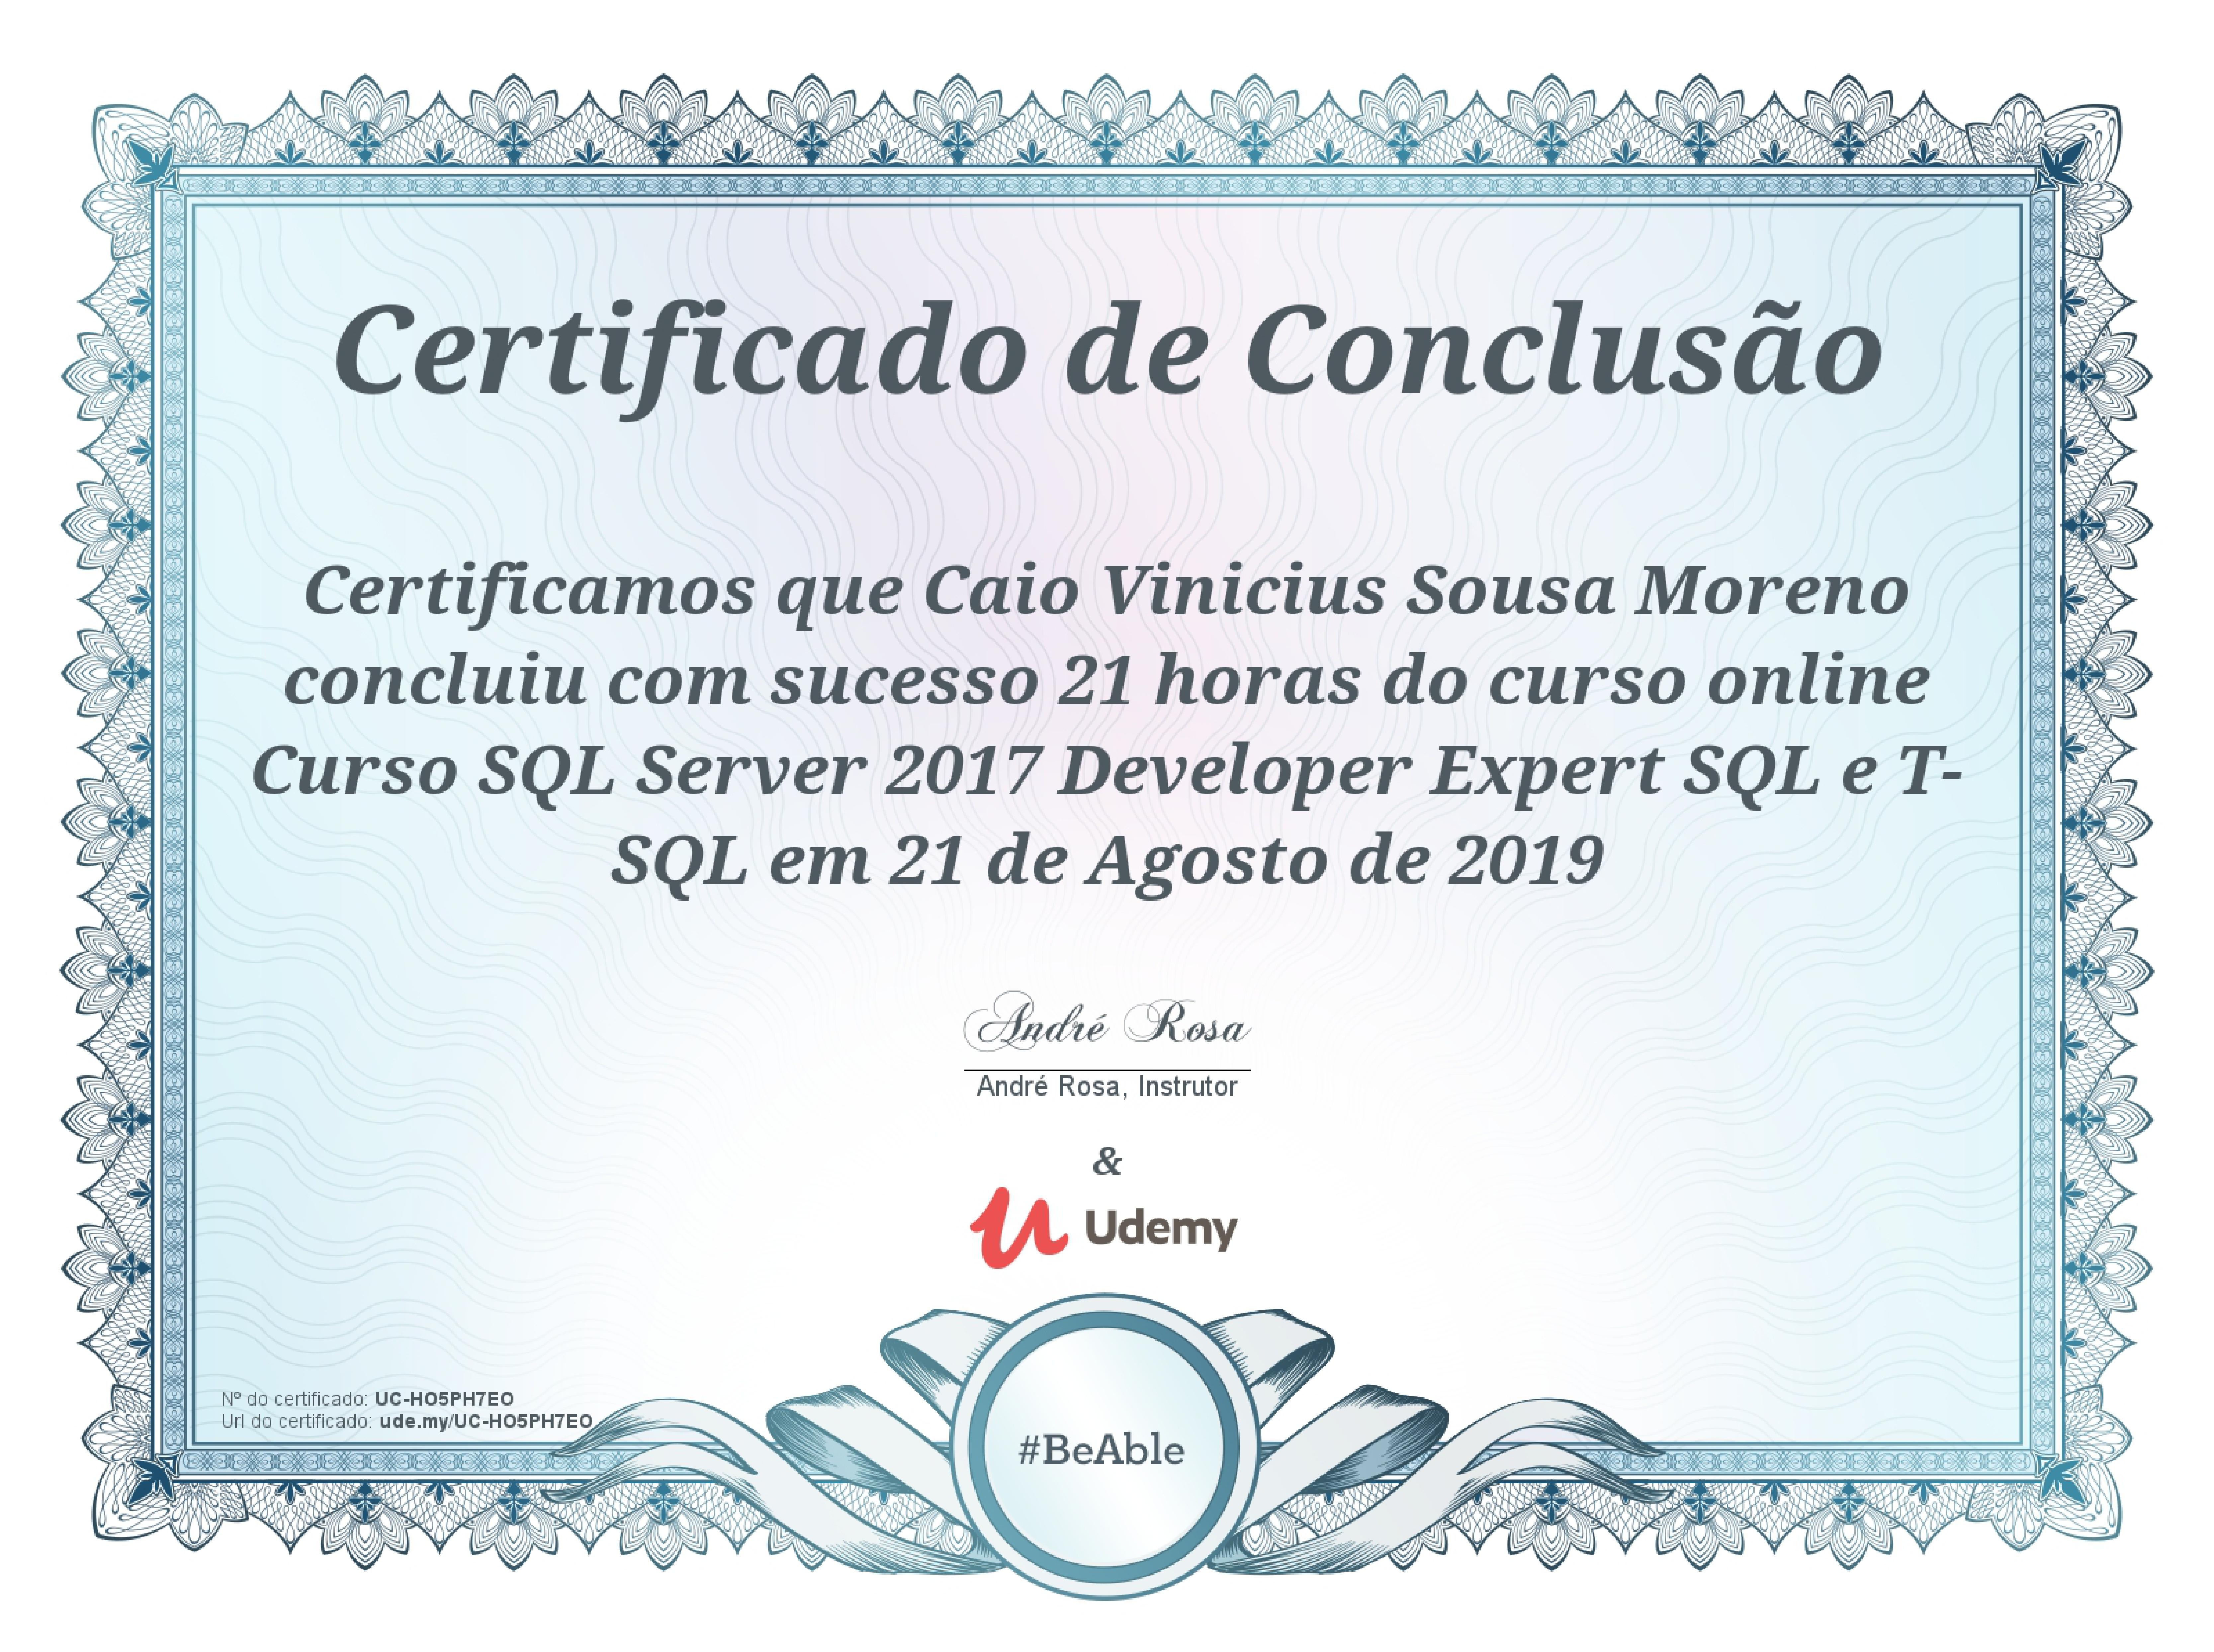 Certificado de Conclusão
Certificamos que Caio Vinicius Sousa Moreno
concluiu com sucesso 21 horas do curso online
Curso SQL Server 2017 Developer Expert SQL e T-
SQL em 21 de Agosto de 2019
André Rosa
André Rosa, Instrutor
&
Udemy
Nº do certificado: UC-HO5PH7EO
Url do certificado: ude.my/UC-HO5PH7EO
#BeAble